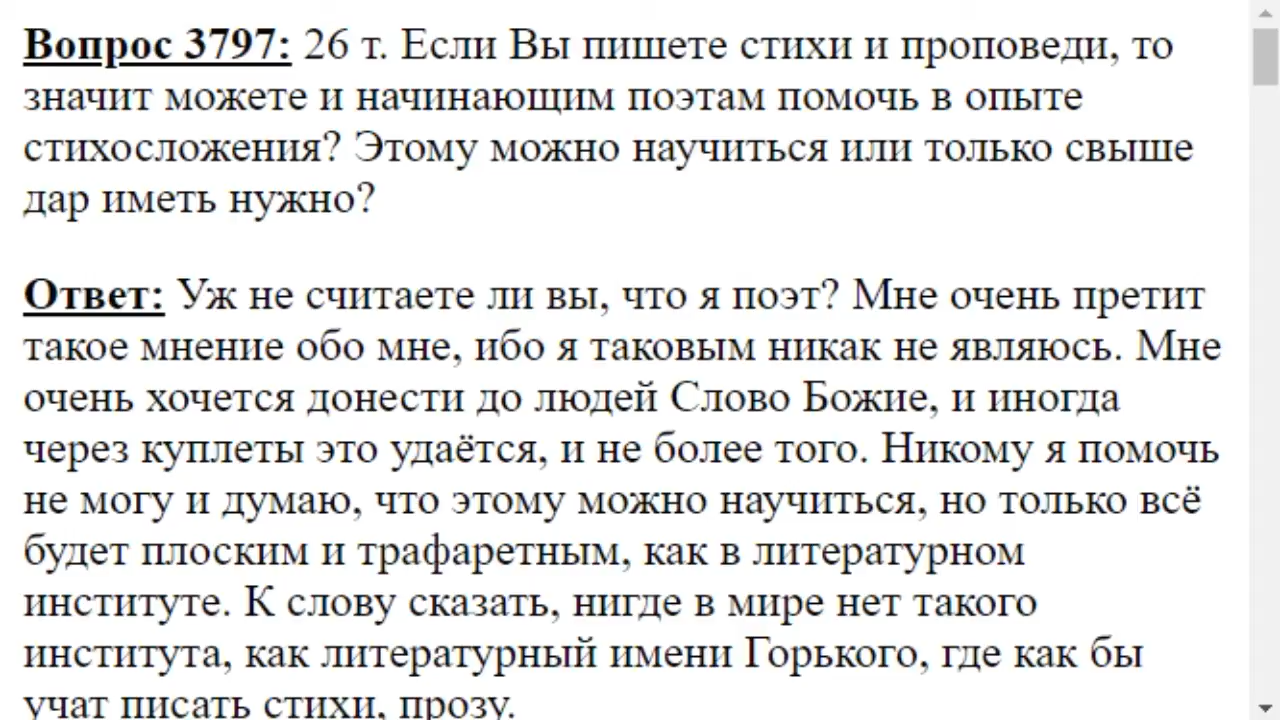 Вопрос 3797: 26 т. Если Вы пишете стихи и проповеди, то
значит можете и начинающим поэтам помочь в опыте
стихосложения? Этому можно научиться или только свыше
дар иметь нужно?
Ответ: Уж не считаете ли вы, что я поэт? Мне очень претит
такое мнение обо мне, ибо я таковым никак не являюсь. Мне
очень хочется донести до людей Слово Божие, и иногда
через куплеты это удаётся, и не более того. Никому я помочь
не могу и думаю, что этому можно научиться, но только всё
будет плоским и трафаретным, как в литературном
институте. К слову сказать, нигде в мире нет такого
института, как литературный имени Горького, где как бы
учат писать стихи, прозу.